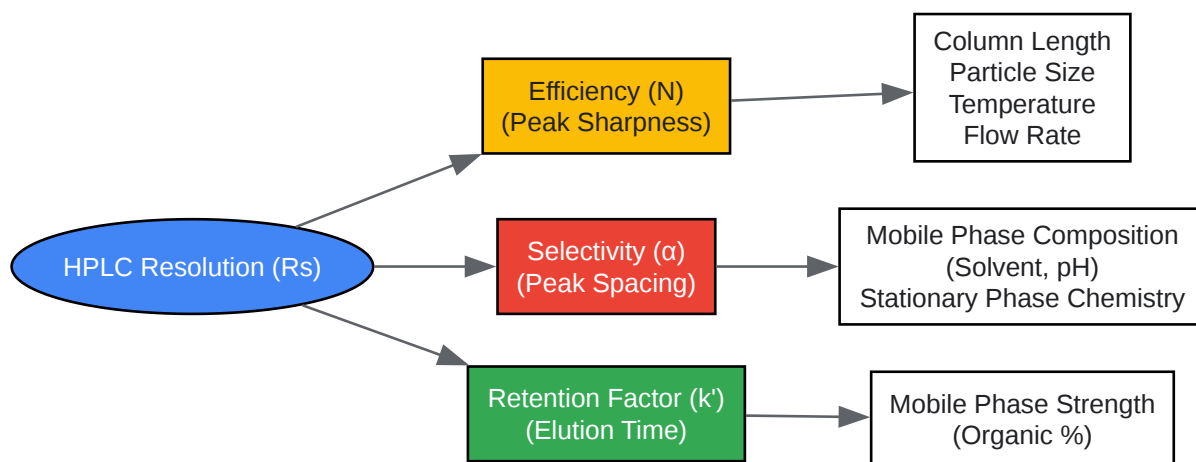 HPLC Resolution (Rs)
Efficiency (N)
(Peak Sharpness)
Column Length
Particle Size
Temperature
Flow Rate
Selectivity (α)
(Peak Spacing)
Mobile Phase Composition
(Solvent, pH)
Stationary Phase Chemistry
Retention Factor (k')
(Elution Time)
Mobile Phase Strength
(Organic %)